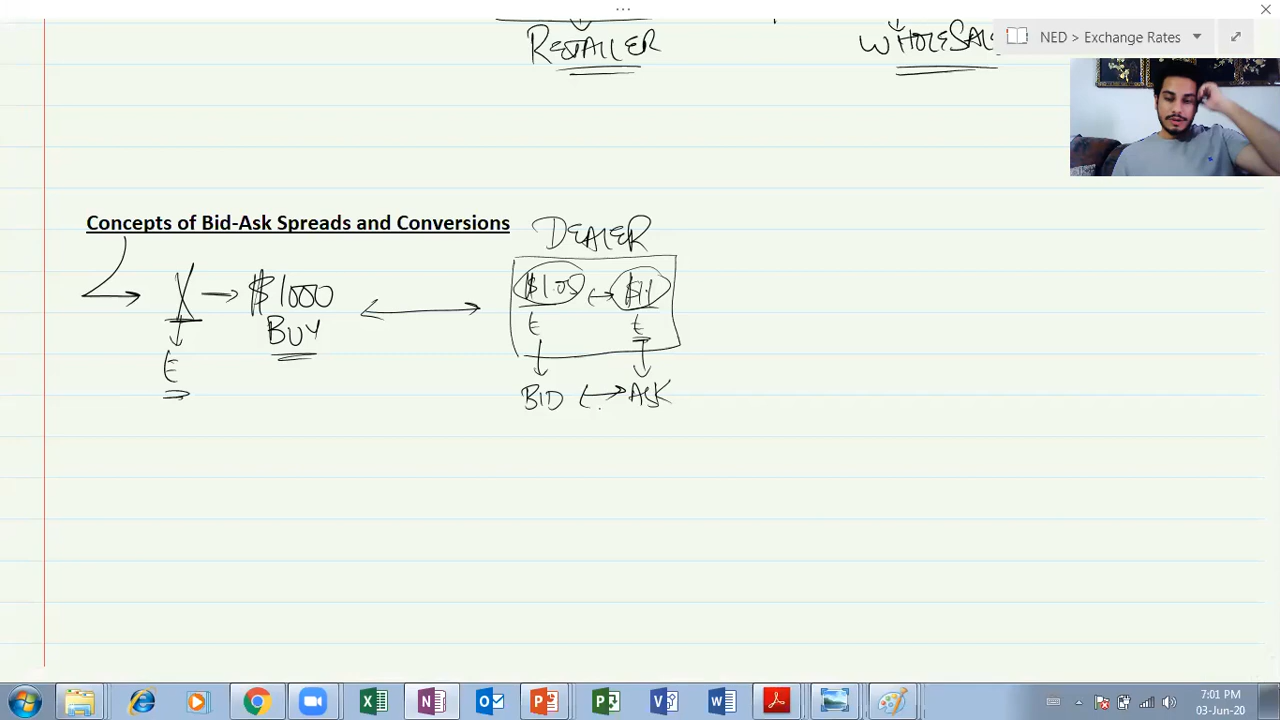 RETAILER
WHOLESALE
NED > Exchange Rates
Concepts of Bid-Ask Spreads and Conversions
DEALER
X → $1000
BUY
$1.05 ↔ $1.1
€ €
€
BID ↔ ASK
7:01 PM
03-Jun-20